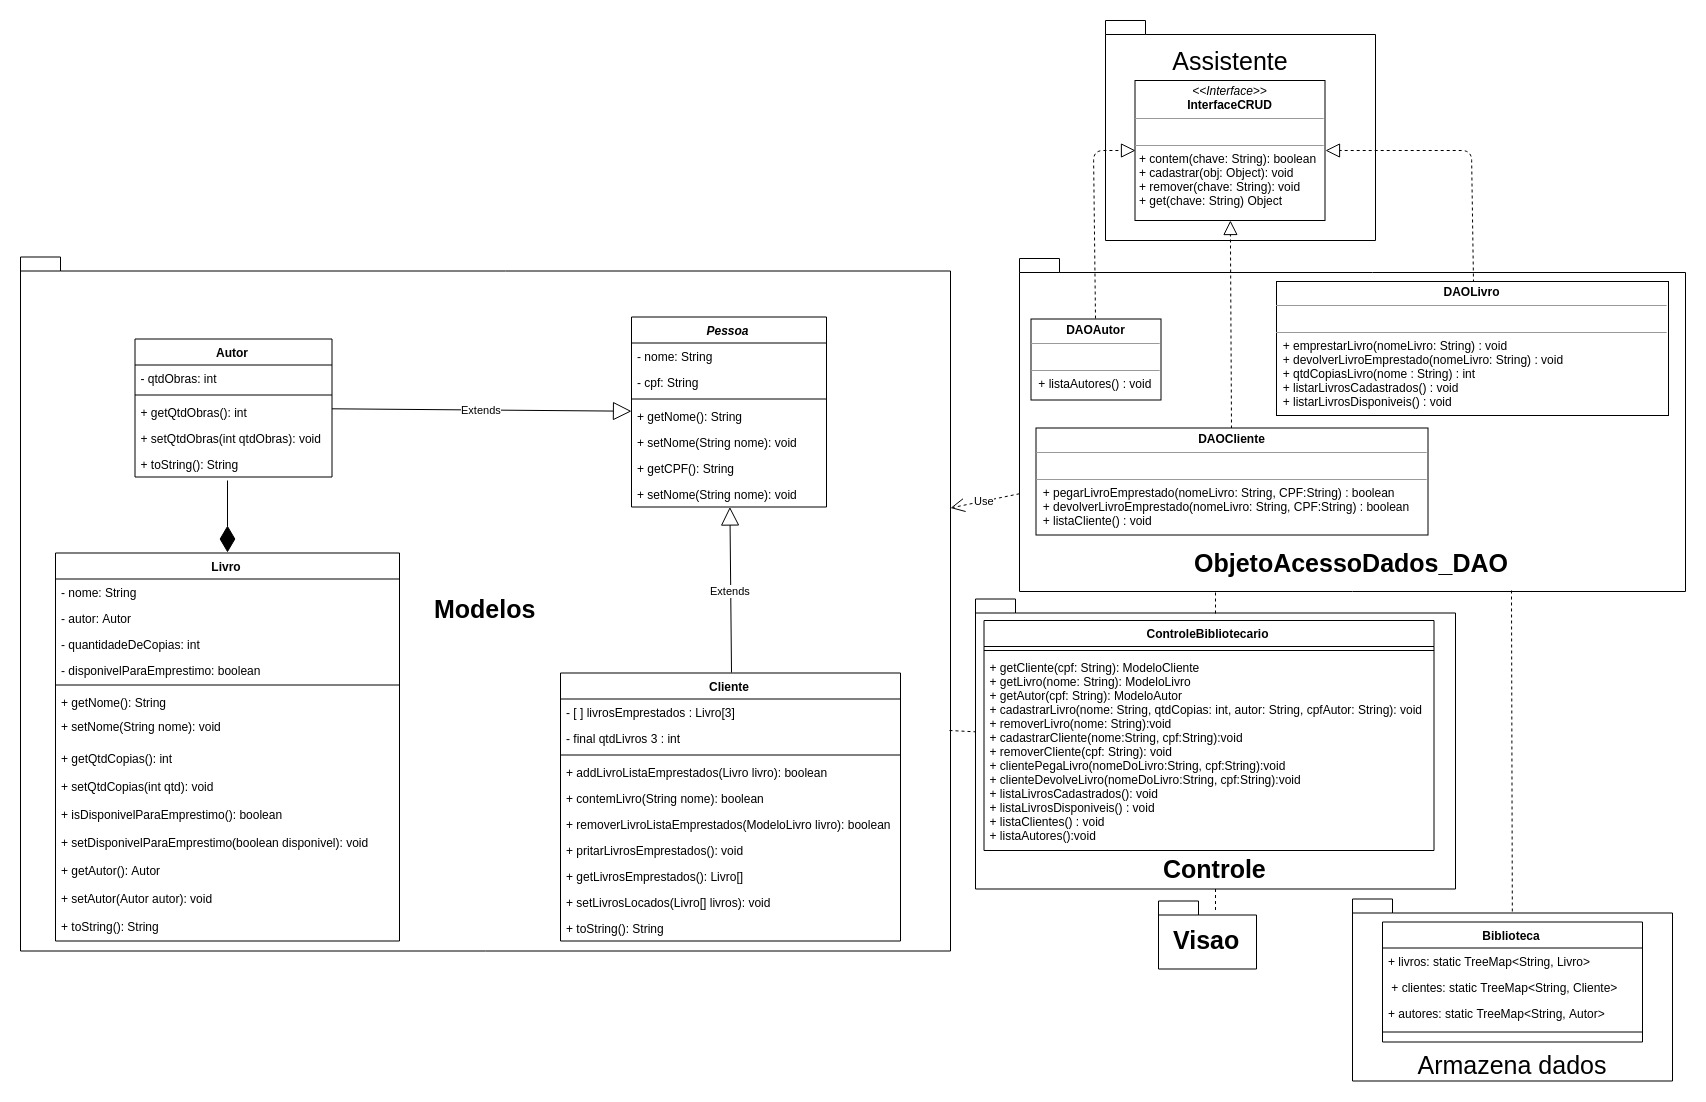 Assistente
<<Interface>>
InterfaceCRUD
+ contem(chave: String): boolean
+ cadastrar(obj: Object): void
+ remover(chave: String): void
+ get(chave: String) Object
Autor
- qtdObras: int
+ getQtdObras(): int
+ setQtdObras(int qtdObras): void
+ toString(): String
Extends
Pessoa
- nome: String
- cpf: String
+ getNome(): String
+ setNome(String nome): void
+ getCPF(): String
+ setNome(String nome): void
Extends
Livro
- nome: String
- autor: Autor
- quantidadeDeCopias: int
- disponivelParaEmprestimo: boolean
+ getNome(): String
+ setNome(String nome): void
+ getQtdCopias(): int
+ setQtdCopias(int qtd): void
+ isDisponivelParaEmprestimo(): boolean
+ setDisponivelParaEmprestimo(boolean disponivel): void
+ getAutor(): Autor
+ setAutor(Autor autor): void
+ toString(): String
Modelos
Cliente
- [ ] livrosEmprestados : Livro[3]
- final qtdLivros 3 : int
+ addLivroListaEmprestados(Livro livro): boolean
+ contemLivro(String nome): boolean
+ removerLivroListaEmprestados(ModeloLivro livro): boolean
+ pritarLivrosEmprestados(): void
+ getLivrosEmprestados(): Livro[]
+ setLivrosLocados(Livro[] livros): void
+ toString(): String
Use
DAOAutor
+ listaAutores() : void
DAOLivro
+ emprestarLivro(nomeLivro: String) : void
+ devolverLivroEmprestado(nomeLivro: String) : void
+ qtdCopiasLivro(nome : String) : int
+ listarLivrosCadastrados() : void
+ listarLivrosDisponiveis() : void
DAOCliente
+ pegarLivroEmprestado(nomeLivro: String, CPF:String) : boolean
+ devolverLivroEmprestado(nomeLivro: String, CPF:String) : boolean
+ listaCliente() : void
ObjetoAcessoDados_DAO
ControleBibliotecario
+ getCliente(cpf: String): ModeloCliente
+ getLivro(nome: String): ModeloLivro
+ getAutor(cpf: String): ModeloAutor
+ cadastrarLivro(nome: String, qtdCopias: int, autor: String, cpfAutor: String): void
+ removerLivro(nome: String):void
+ cadastrarCliente(nome:String, cpf:String):void
+ removerCliente(cpf: String): void
+ clientePegaLivro(nomeDoLivro:String, cpf:String):void
+ clienteDevolveLivro(nomeDoLivro:String, cpf:String):void
+ listaLivrosCadastrados(): void
+ listaLivrosDisponiveis() : void
+ listaClientes() : void
+ listaAutores():void
Controle
Visao
Biblioteca
+ livros: static TreeMap<String, Livro>
+ clientes: static TreeMap<String, Cliente>
+ autores: static TreeMap<String, Autor>
Armazena dados